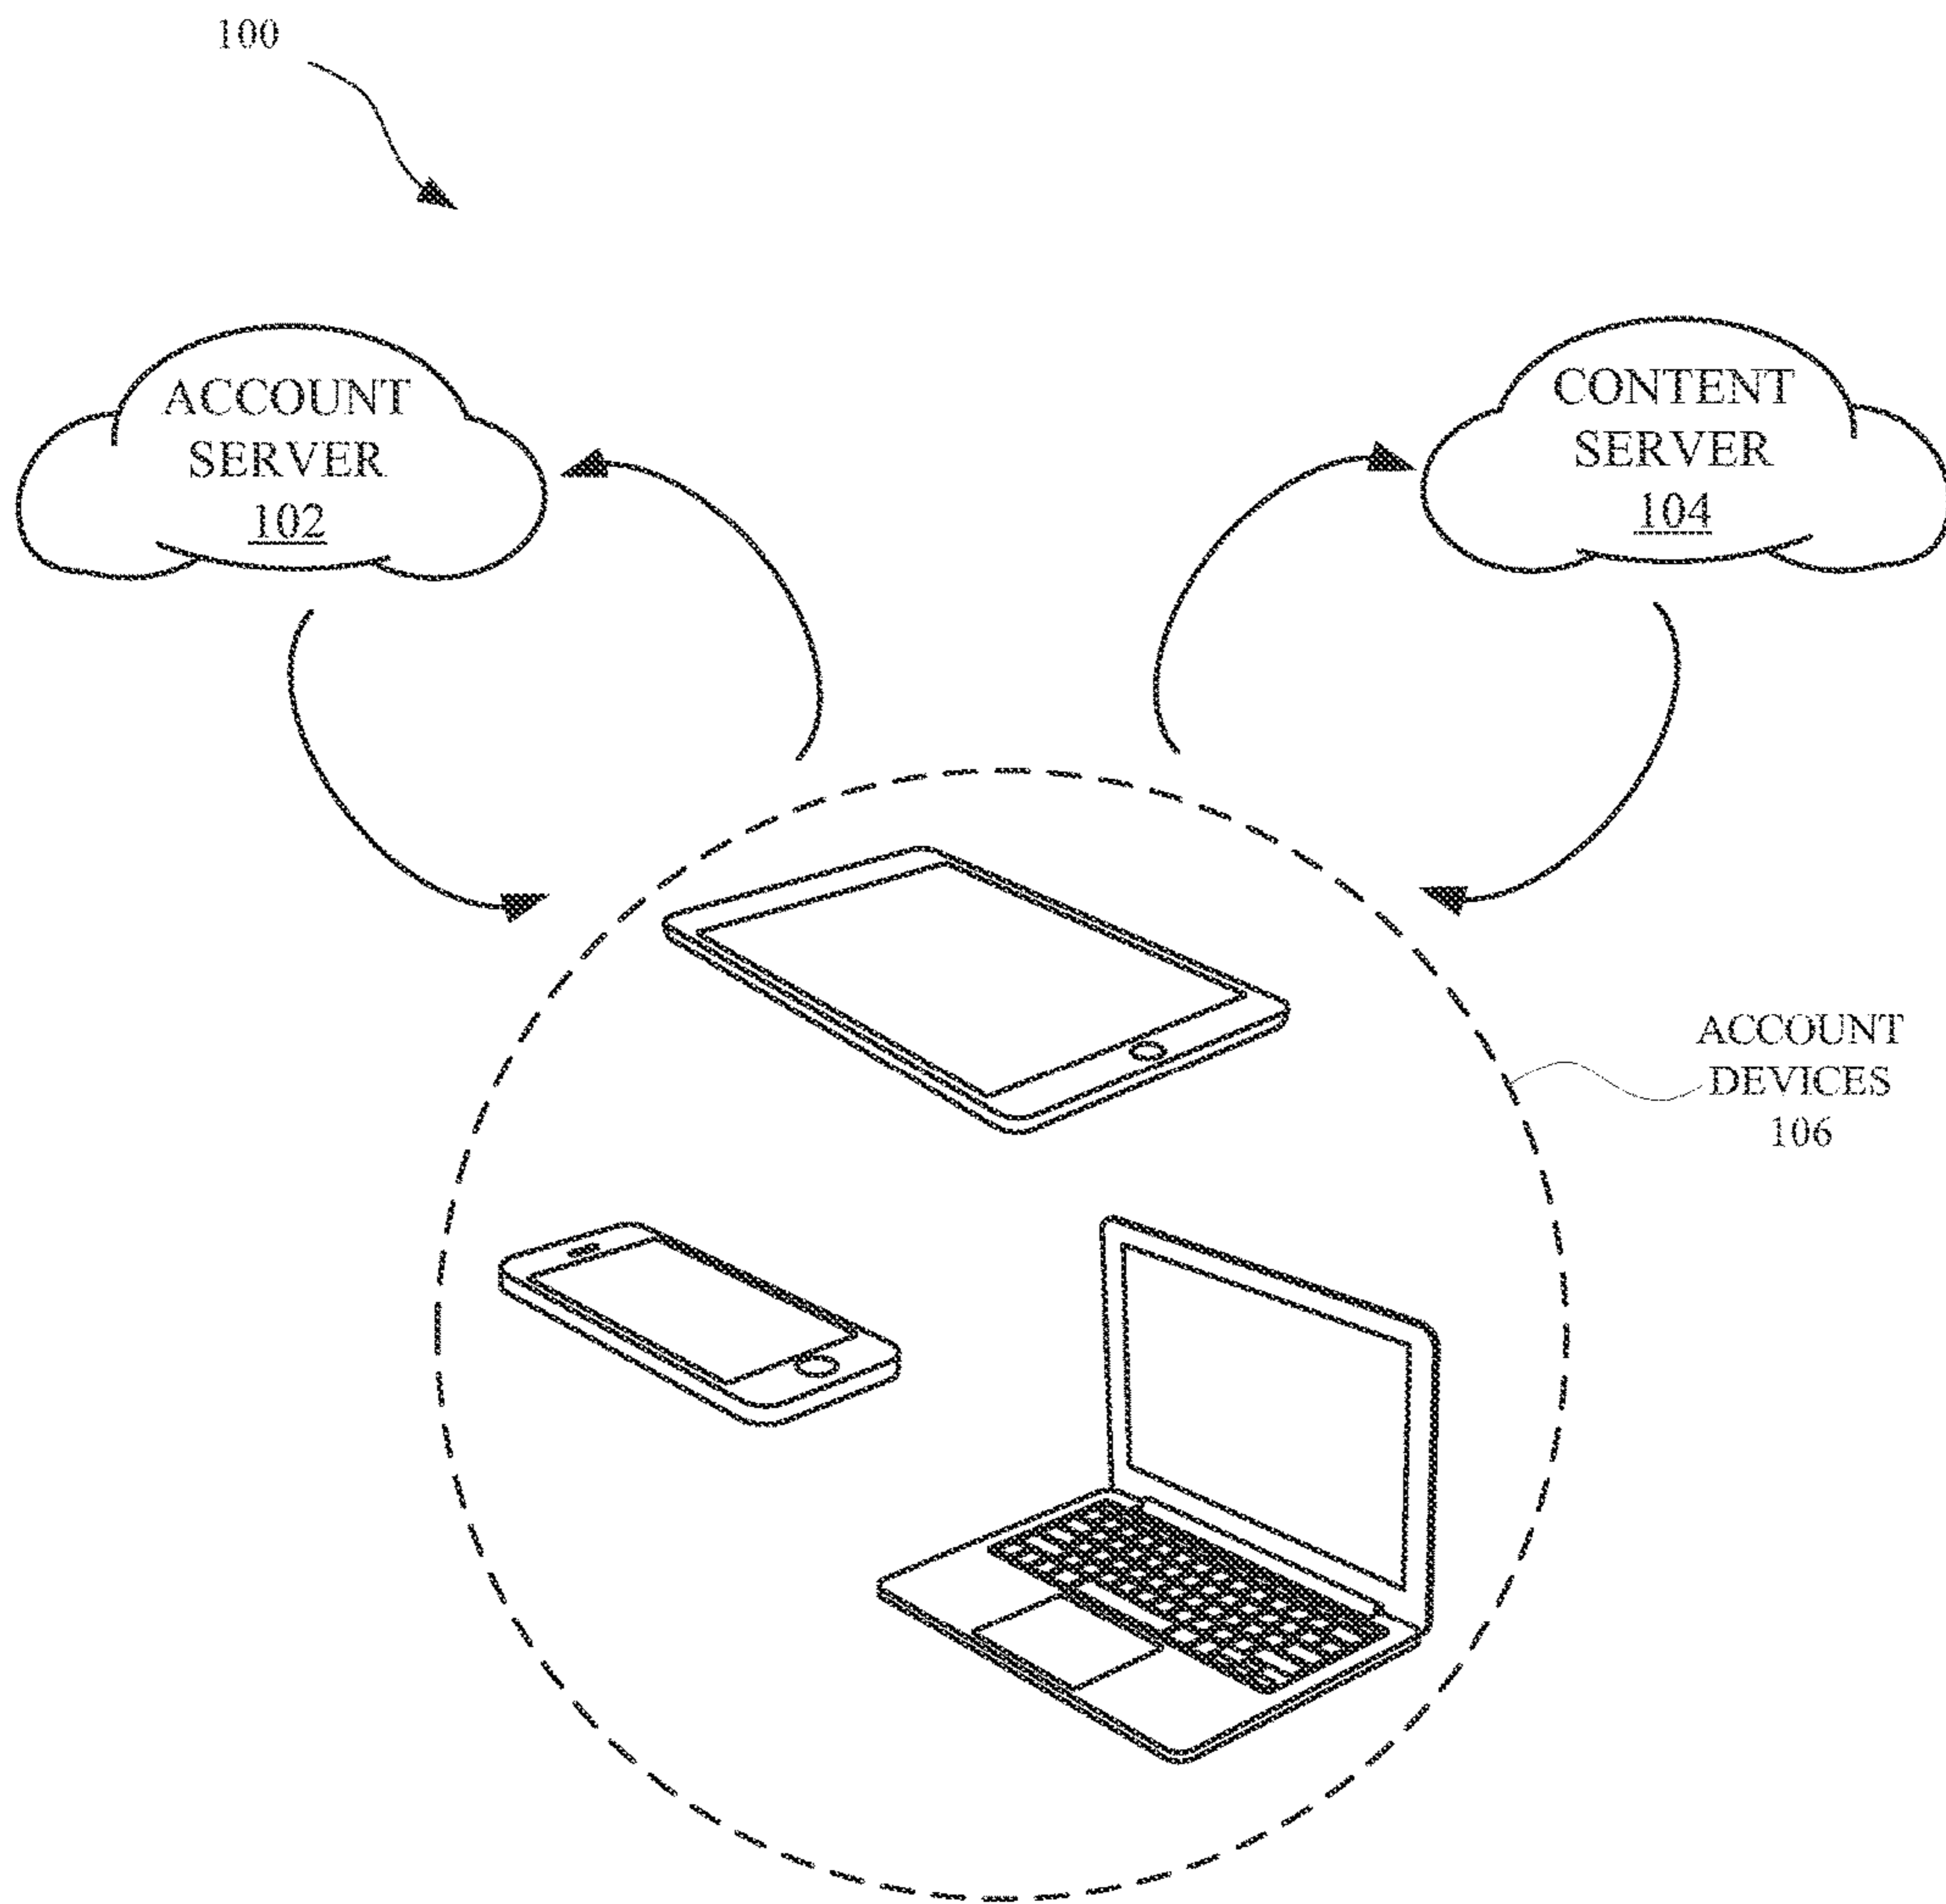 100
ACCOUNT
SERVER
102
CONTENT
SERVER
104
ACCOUNT
DEVICES
106